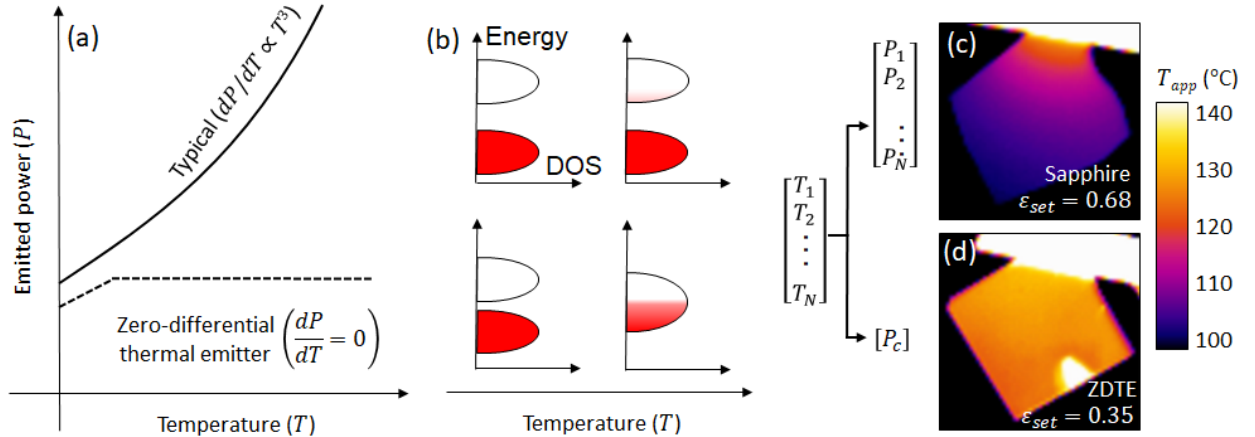 (a)
Emitted power (P)
Typical (dP/dT ∝ T³)
Zero-differential
thermal emitter (dP/dT = 0)
Temperature (T)
(b)
Energy
DOS
Temperature (T)
[T₁
T₂
⋮
T_N]
[P₁
P₂
⋮
P_N]
[P_c]
(c)
Sapphire
ε_set = 0.68
(d)
ZDTE
ε_set = 0.35
T_app (°C)
140
130
120
110
100